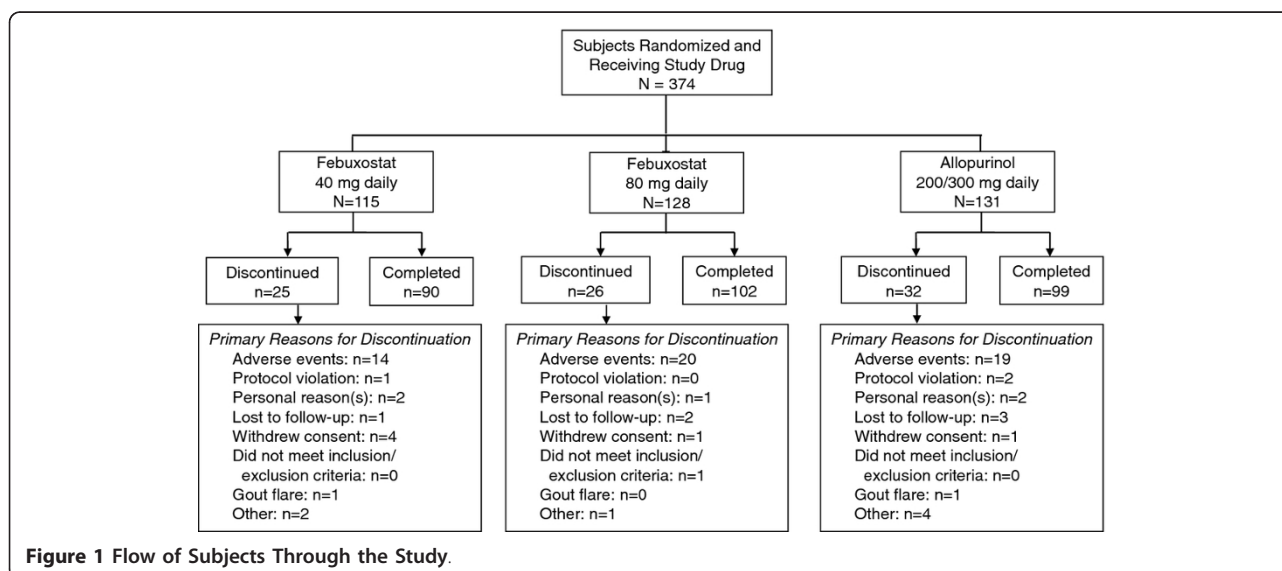 Subjects Randomized and
Receiving Study Drug
N = 374
Febuxostat
40 mg daily
N=115
Febuxostat
80 mg daily
N=128
Allopurinol
200/300 mg daily
N=131
Discontinued
n=25
Completed
n=90
Discontinued
n=26
Completed
n=102
Discontinued
n=32
Completed
n=99
Primary Reasons for Discontinuation
Adverse events: n=14
Protocol violation: n=1
Personal reason(s): n=2
Lost to follow-up: n=1
Withdrew consent: n=4
Did not meet inclusion/
exclusion criteria: n=0
Gout flare: n=1
Other: n=2
Primary Reasons for Discontinuation
Adverse events: n=20
Protocol violation: n=0
Personal reason(s): n=1
Lost to follow-up: n=2
Withdrew consent: n=1
Did not meet inclusion/
exclusion criteria: n=1
Gout flare: n=0
Other: n=1
Primary Reasons for Discontinuation
Adverse events: n=19
Protocol violation: n=2
Personal reason(s): n=2
Lost to follow-up: n=3
Withdrew consent: n=1
Did not meet inclusion/
exclusion criteria: n=0
Gout flare: n=1
Other: n=4
Figure 1 Flow of Subjects Through the Study.